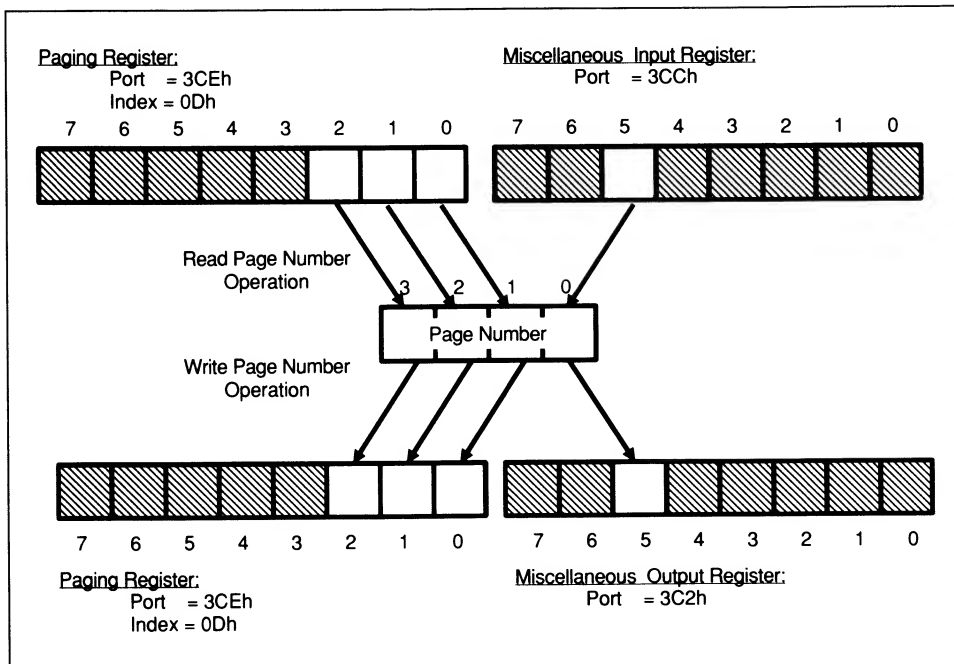 Paging Register:
Port = 3CEh
Index = 0Dh
7 6 5 4 3 2 1 0
Miscellaneous Input Register:
Port = 3CCh
7 6 5 4 3 2 1 0
Read Page Number
Operation
3 2 1 0
Page Number
Write Page Number
Operation
7 6 5 4 3 2 1 0
Paging Register:
Port = 3CEh
Index = 0Dh
7 6 5 4 3 2 1 0
Miscellaneous Output Register:
Port = 3C2h